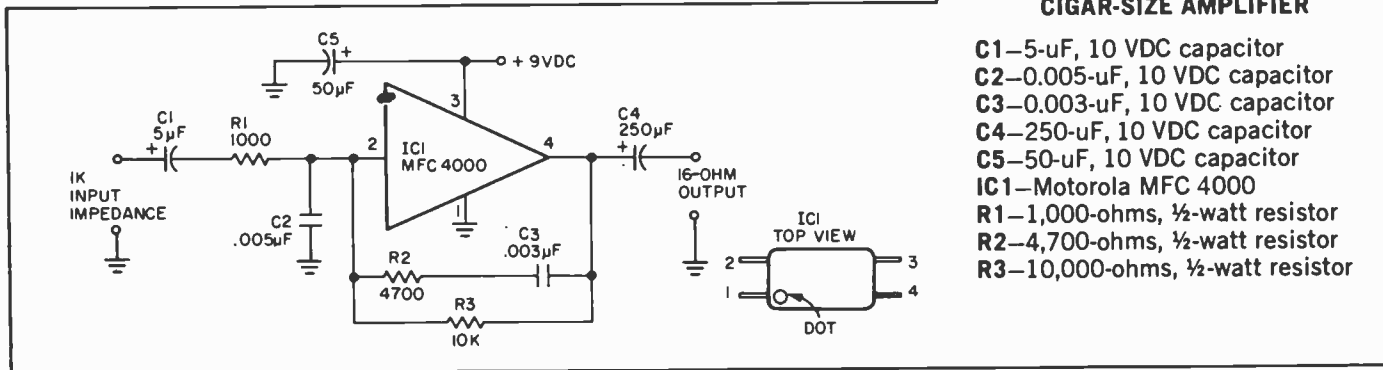 CIGAR-SIZE AMPLIFIER
C1–5-uF, 10 VDC capacitor
C2–0.005-uF, 10 VDC capacitor
C3–0.003-uF, 10 VDC capacitor
C4–250-uF, 10 VDC capacitor
C5–50-uF, 10 VDC capacitor
IC1–Motorola MFC 4000
R1–1,000-ohms, ½-watt resistor
R2–4,700-ohms, ½-watt resistor
R3–10,000-ohms, ½-watt resistor
C5
+
50µF
+ 9VDC
3
C1
5µF
+
R1
1000
2
IC1
MFC 4000
4
C4
250µF
+
1K
INPUT
IMPEDANCE
C2
.005µF
1
16-OHM
OUTPUT
R2
4700
C3
.003µF
R3
10K
IC1
TOP VIEW
2
3
1
4
DOT